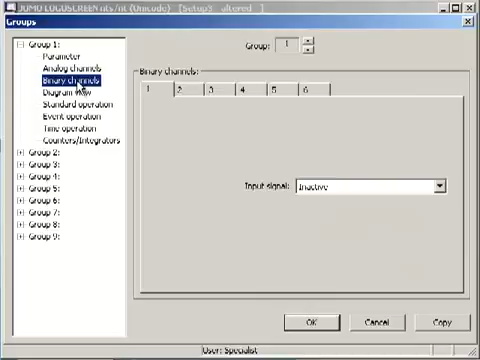 JUMO LOGOSCREEN nts/nt (Unicode) [Setup: altered ]
Groups
Group 1:
Parameter
Analog channels
Binary channels
Diagram view
Standard operation
Event operation
Time operation
Counters/Integrators
Group 2:
Group 3:
Group 4:
Group 5:
Group 6:
Group 7:
Group 8:
Group 9:
Group: 1
Binary channels:
1 2 3 4 5 6
Input signal: Inactive
OK Cancel Copy
User: Specialist